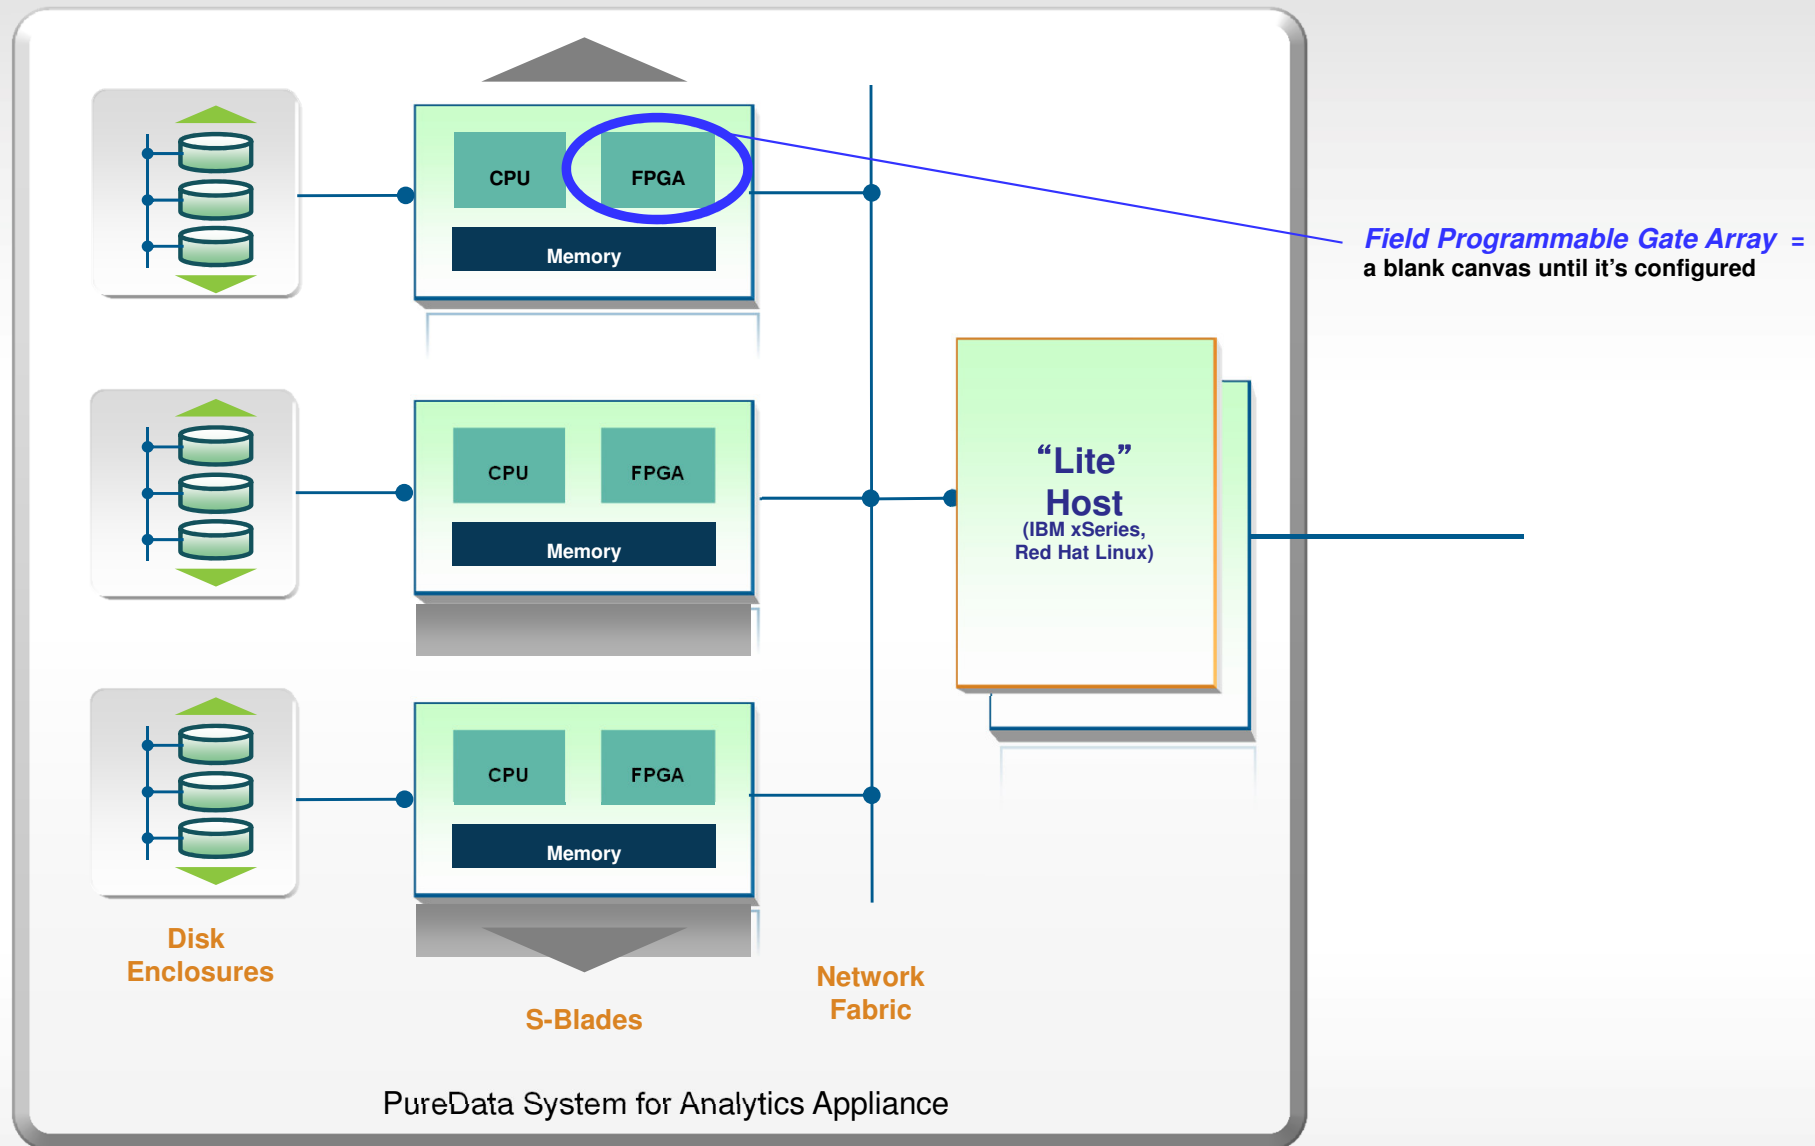 CPU
FPGA
Memory
Field Programmable Gate Array =
a blank canvas until it's configured
CPU
FPGA
Memory
“Lite”
Host
(IBM xSeries,
Red Hat Linux)
CPU
FPGA
Memory
Disk
Enclosures
S-Blades
Network
Fabric
PureData System for Analytics Appliance